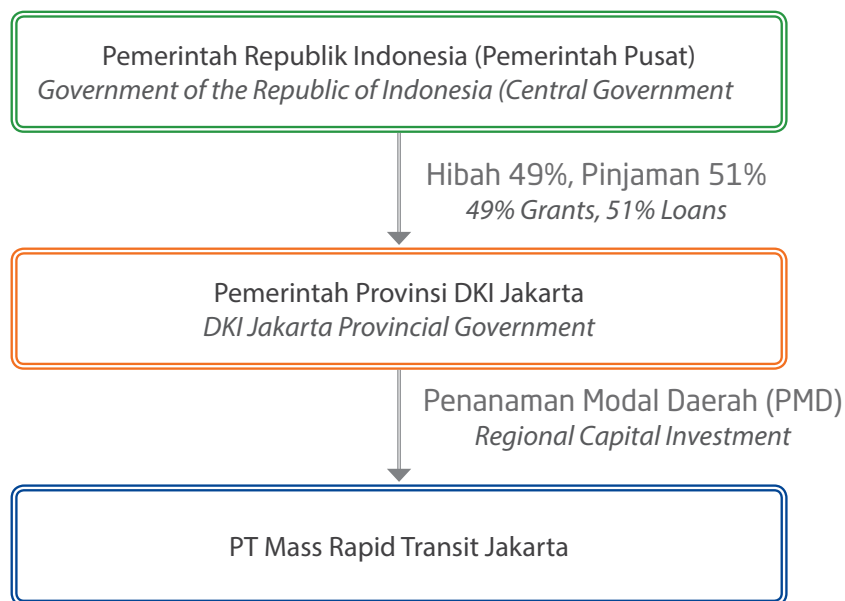 Pemerintah Republik Indonesia (Pemerintah Pusat)
Government of the Republic of Indonesia (Central Government
Hibah 49%, Pinjaman 51%
49% Grants, 51% Loans
Pemerintah Provinsi DKI Jakarta
DKI Jakarta Provincial Government
Penanaman Modal Daerah (PMD)
Regional Capital Investment
PT Mass Rapid Transit Jakarta